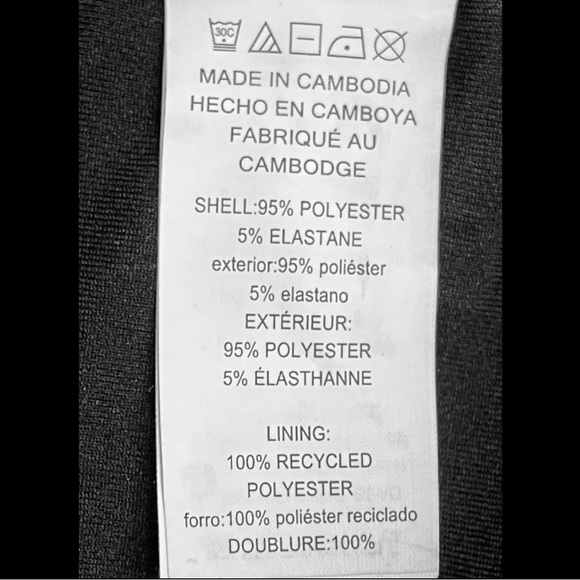 30C
MADE IN CAMBODIA
HECHO EN CAMBOYA
FABRIQUÉ AU
CAMBODGE
SHELL:95% POLYESTER
5% ELASTANE
exterior:95% poliéster
5% elastano
EXTÉRIEUR:
95% POLYESTER
5% ÉLASTHANNE
LINING:
100% RECYCLED
POLYESTER
forro:100% poliéster reciclado
DOUBLURE:100%